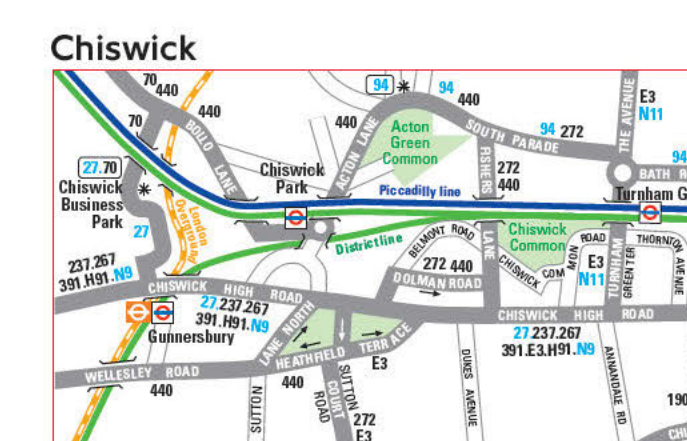 Chiswick
70
440
70
440
BOLLO
LANE
London
Overground
27.70
Chiswick
Business
Park
27
237.267
391.H91.N9
94
94
440
440
ACTON LANE
Acton
Green
Common
SOUTH PARADE
94 272
THE AVENUE
E3
N11
94
BATH R
FISHERS
LANE
272
440
Chiswick
Park
Piccadilly line
District line
Turnham G
BELMONT ROAD
Chiswick
Common
CHISWICK
COM
MON
ROAD
E3
N11
TURNHAM
GREEN TER
THORNTON
AVENUE
272 440
DOLMAN ROAD
CHISWICK HIGH ROAD
27.237.267
391.H91.N9
Gunnersbury
LANE NORTH
HEATHFIELD TERRACE
E3
CHISWICK HIGH ROAD
27.237.267
391.E3.H91.N9
WELLESLEY ROAD
440
440
SUTTON
SUTTON
COURT
ROAD
272
E3
DUKES AVENUE
ANNANDALE RD
190
CHI